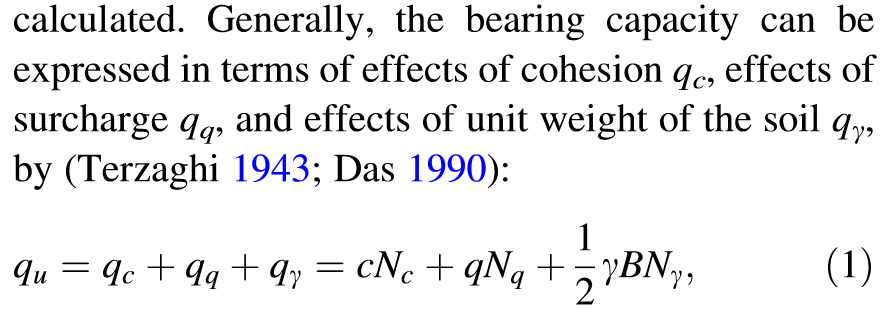 calculated. Generally, the bearing capacity can be
expressed in terms of effects of cohesion q_c, effects of
surcharge q_q, and effects of unit weight of the soil q_γ,
by (Terzaghi 1943; Das 1990):
q_u = q_c + q_q + q_γ = cN_c + qN_q + \frac{1}{2}γBN_γ, (1)